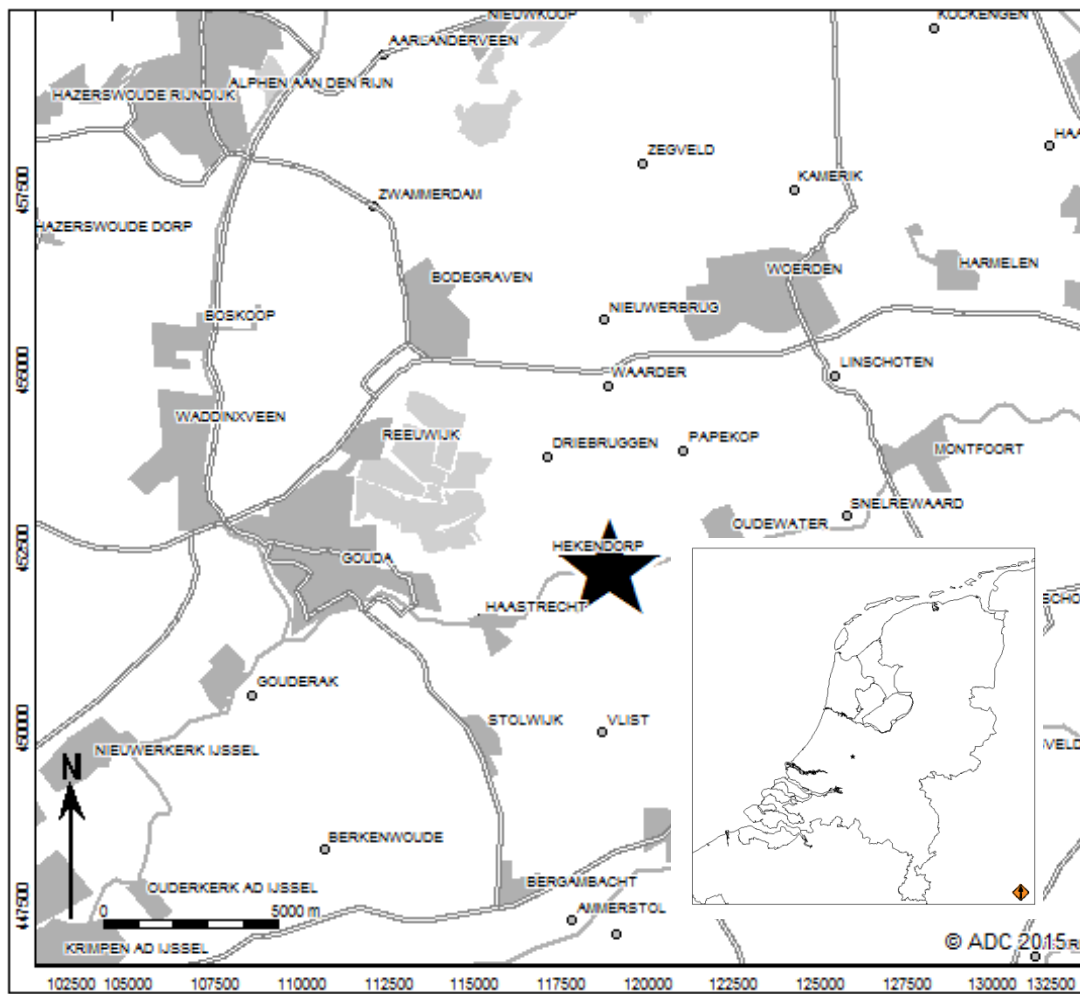 NIEUWKOOP
KOCKENGEN
AARLANDERVEEN
ALPHEN AAN DEN RIJN
HAZERSWOUDE RIJNDIJK
HAA
ZEGVELD
KAMERIK
457500
ZWAMMERDAM
HAZERSWOUDE DORP
BODEGRAVEN
WOERDEN
HARMELEN
BOSKOOP
NIEUWERBRUG
455000
WAARDER
LINSCHOTEN
WADDINXVEEN
REEUWIJK
DRIEBRUGGEN
PAPEKOP
MONTFOORT
SNELREWAARD
OUDEWATER
452500
HEKENDORP
GOUDA
HAASTRECHT
SCHO
GOUDERAK
450000
STOLWIJK
VLIST
NIEUWERKERK IJSSEL
VELD
N
BERKENWOUDE
447500
OUDERKERK AD IJSSEL
BERGAMBACHT
0
5000 m
AMMERSTOL
KRIMPEN AD IJSSEL
© ADC 2015
102500 105000 107500 110000 112500 115000 117500 120000 122500 125000 127500 130000 132500